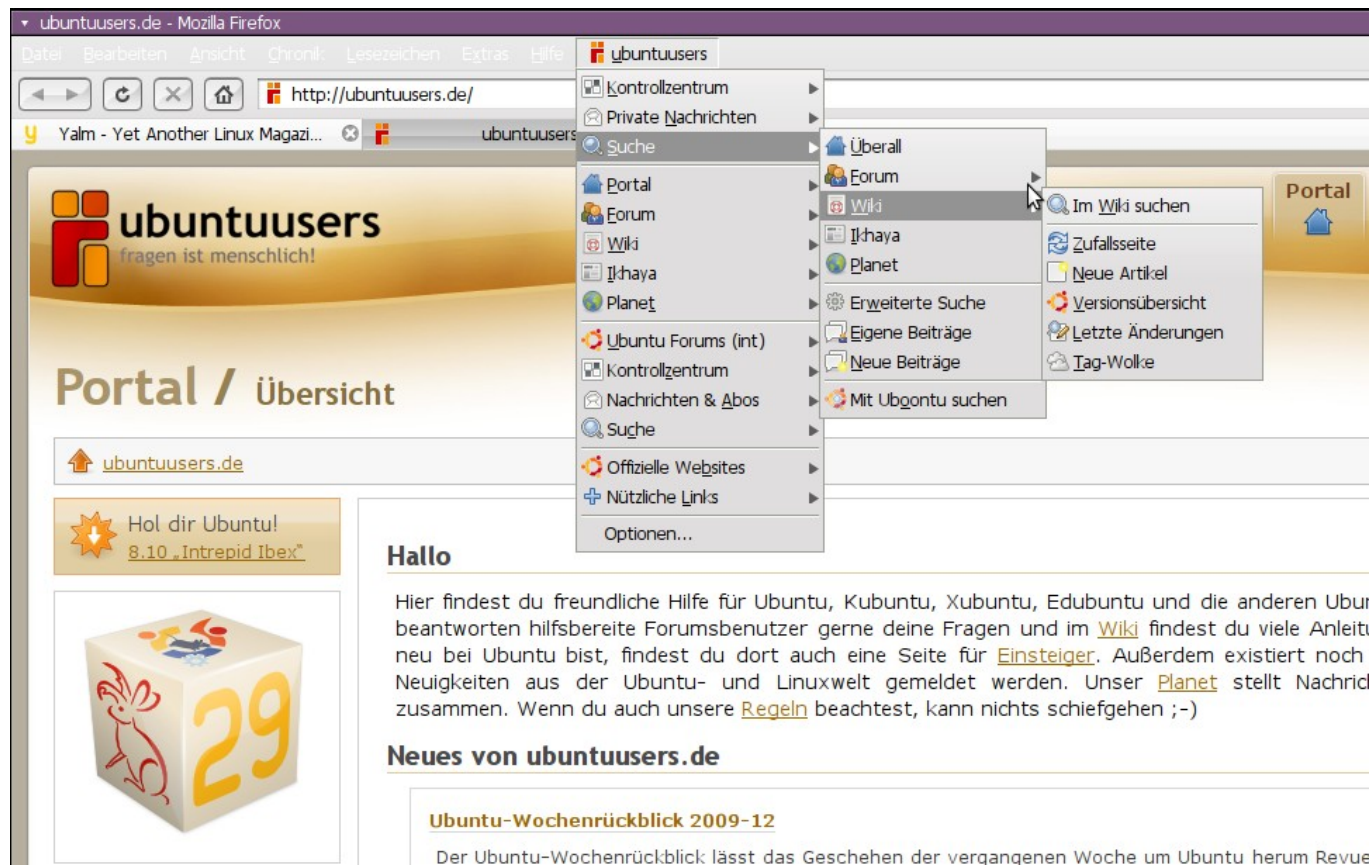 ubuntuusers.de - Mozilla Firefox
Datei Bearbeiten Ansicht Chronik Lesezeichen Extras Hilfe ubuntuusers
http://ubuntuusers.de/
Yalm - Yet Another Linux Magazi... ubuntuusers
Kontrollzentrum
Private Nachrichten
Suche
Portal
Forum
Wiki
Ikhaya
Planet
Ubuntu Forums (int)
Kontrollzentrum
Nachrichten & Abos
Suche
Offizielle Websites
Nützliche Links
Optionen...
Überall
Forum
Wiki
Ikhaya
Planet
Erweiterte Suche
Eigene Beiträge
Neue Beiträge
Mit Uboontu suchen
Im Wiki suchen
Zufallsseite
Neue Artikel
Versionsübersicht
Letzte Änderungen
Tag-Wolke
Portal
ubuntuusers
fragen ist menschlich!
Portal / Übersicht
ubuntuusers.de
Hol dir Ubuntu!
8.10 „Intrepid Ibex"
29
Hallo
Hier findest du freundliche Hilfe für Ubuntu, Kubuntu, Xubuntu, Edubuntu und die anderen Ubun
beantworten hilfsbereite Forumsbenutzer gerne deine Fragen und im Wiki findest du viele Anleitu
neu bei Ubuntu bist, findest du dort auch eine Seite für Einsteiger. Außerdem existiert noch
Neuigkeiten aus der Ubuntu- und Linuxwelt gemeldet werden. Unser Planet stellt Nachrich
zusammen. Wenn du auch unsere Regeln beachtest, kann nichts schiefgehen ;-)
Neues von ubuntuusers.de
Ubuntu-Wochenrückblick 2009-12
Der Ubuntu-Wochenrückblick lässt das Geschehen der vergangenen Woche um Ubuntu herum Revue